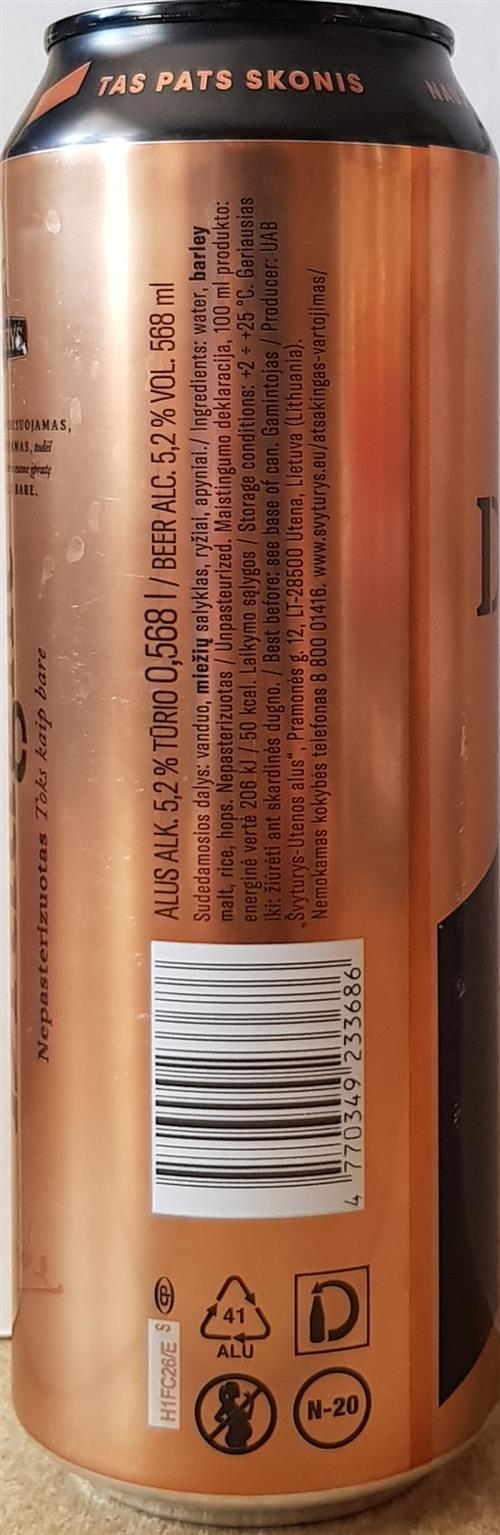 TAS PATS SKONIS
ANAS, todėl
BARE.
Nepasterizuotas Toks kaip bare
ALUS ALK. 5,2 % TŪRIO 0,568 l / BEER ALC. 5,2 % VOL. 568 ml
Sudedamosios dalys: vanduo, miežių salyklas, ryžiai, apyniai./ Ingredients: water, barley
malt, rice, hops. Nepasterizuotas / Unpasteurized. Maistingumo deklaracija, 100 ml produkto:
energinė vertė 206 kJ / 50 kcal. Laikymo sąlygos / Storage conditions: +2 ÷ +25 °C. Geriausias
iki: žiūrėti ant skardinės dugno. / Best before: see base of can. Gamintojas / Producer: UAB
„Švyturys-Utenos alus“, Pramonės g. 12, LT-28500 Utena, Lietuva (Lithuania).
Nemokamas kokybės telefonas 8 800 01416. www.svyturys.eu/atsakingas-vartojimas/
4 770349 233686
H1FC26/E S
41
ALU
N-20